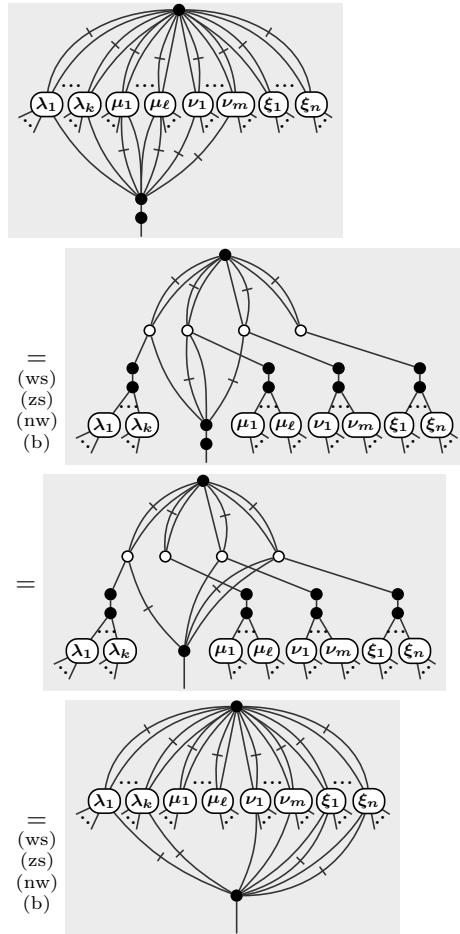 ... ... ...
λ1 λk μ1 μℓ ν1 νm ξ1 ξn
=
(ws)
(zs)
(nw)
(b)
λ1 λk μ1 μℓ ν1 νm ξ1 ξn
=
λ1 λk μ1 μℓ ν1 νm ξ1 ξn
... ... ...
λ1 λk μ1 μℓ ν1 νm ξ1 ξn
=
(ws)
(zs)
(nw)
(b)